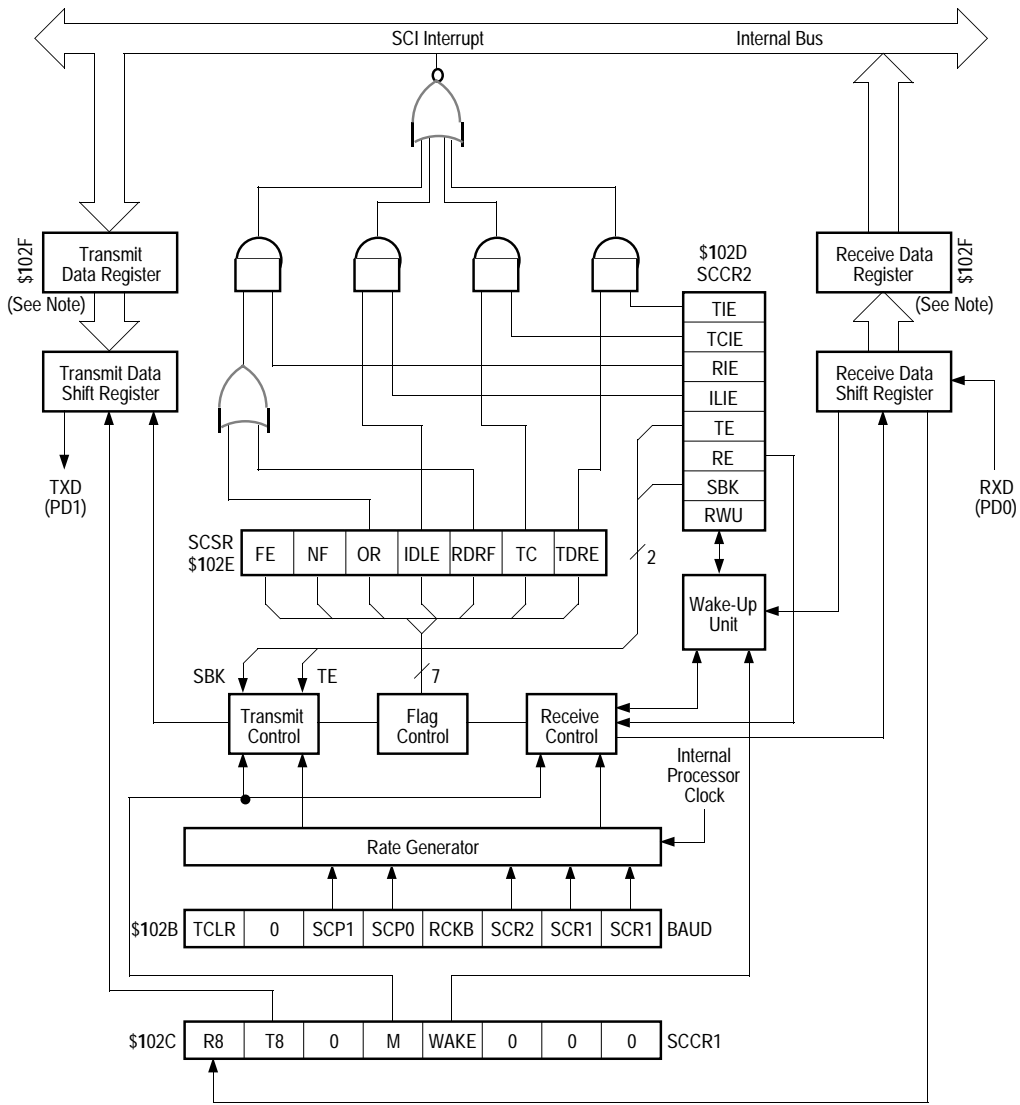 SCI Interrupt
Internal Bus
$102F
Transmit
Data Register
(See Note)
$102D
SCCR2
Receive Data
Register
$102F
(See Note)
TIE
TCIE
RIE
ILIE
TE
RE
SBK
RWU
Transmit Data
Shift Register
Receive Data
Shift Register
TXD
(PD1)
RXD
(PD0)
SCSR
$102E
FE NF OR IDLE RDRF TC TDRE
2
Wake-Up
Unit
SBK TE 7
Transmit
Control
Flag
Control
Receive
Control
Internal
Processor
Clock
Rate Generator
$102B TCLR 0 SCP1 SCP0 RCKB SCR2 SCR1 SCR1 BAUD
$102C R8 T8 0 M WAKE 0 0 0 SCCR1